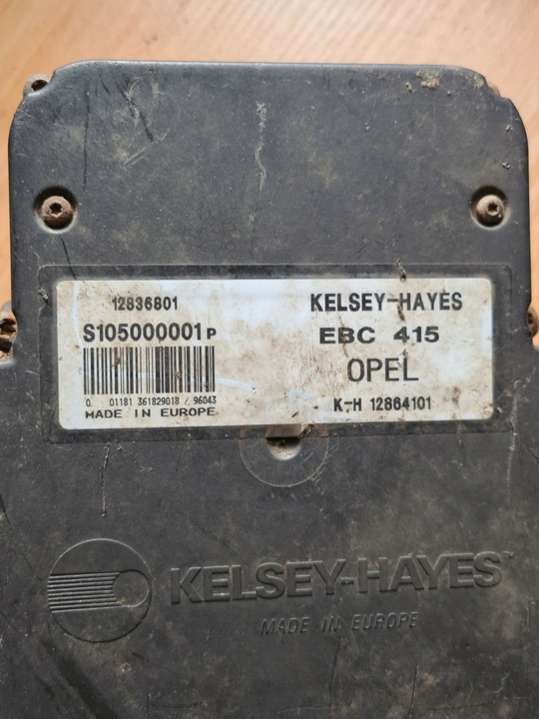 12836801
S105000001P
0 01181 361829018 / 96043
MADE IN EUROPE
KELSEY-HAYES
EBC 415
OPEL
K-H 12864101
KELSEY-HAYES™
MADE IN EUROPE